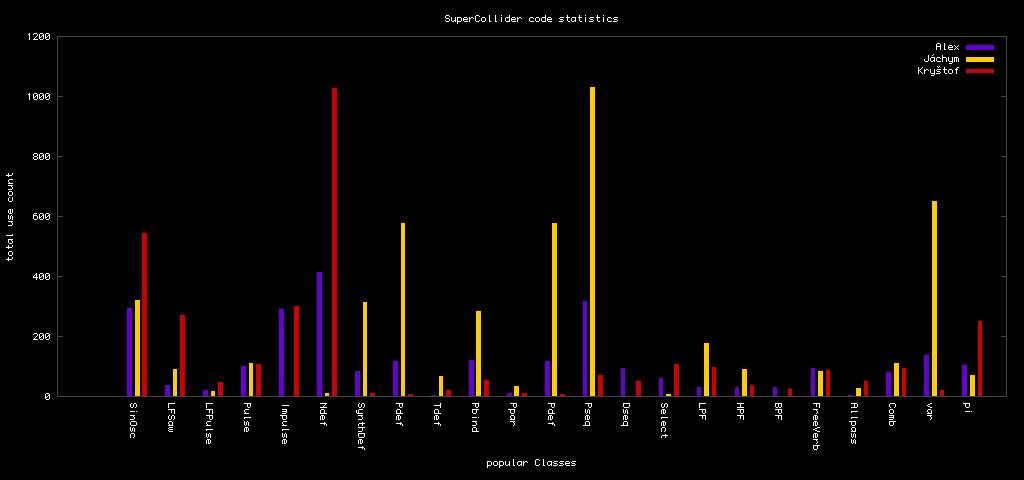 SuperCollider code statistics
1200
1000
800
600
400
200
0
total use count
Alex
Jáchym
Kryštof
SinOsc
LFSaw
LFPulse
Pulse
Impulse
Ndef
SynthDef
Pdef
Tdef
Pbind
Ppar
Pdef
Pseq
Dseq
Select
LPF
HPF
BPF
FreeVerb
Allpass
Comb
var
pi
popular Classes